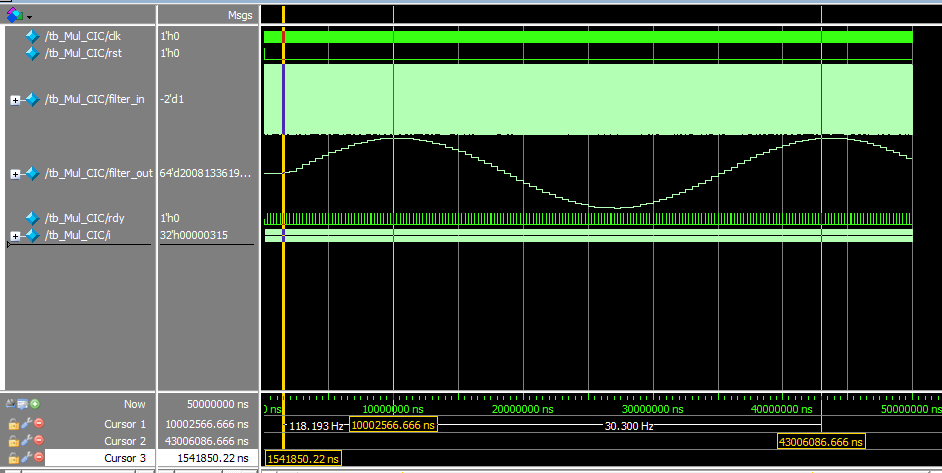 Msgs
/tb_Mul_CIC/clk 1'h0
/tb_Mul_CIC/rst 1'h0
/tb_Mul_CIC/filter_in -2'd1
/tb_Mul_CIC/filter_out 64'd2008133619...
/tb_Mul_CIC/rdy 1'h0
/tb_Mul_CIC/i 32'h00000315
Now 50000000 ns 0 ns 10000000 ns 20000000 ns 30000000 ns 40000000 ns 50000000 ns
Cursor 1 10002566.666 ns 118.193 Hz 10002566.666 ns 30.300 Hz
Cursor 2 43006086.666 ns 43006086.666 ns
Cursor 3 1541850.22 ns 1541850.22 ns